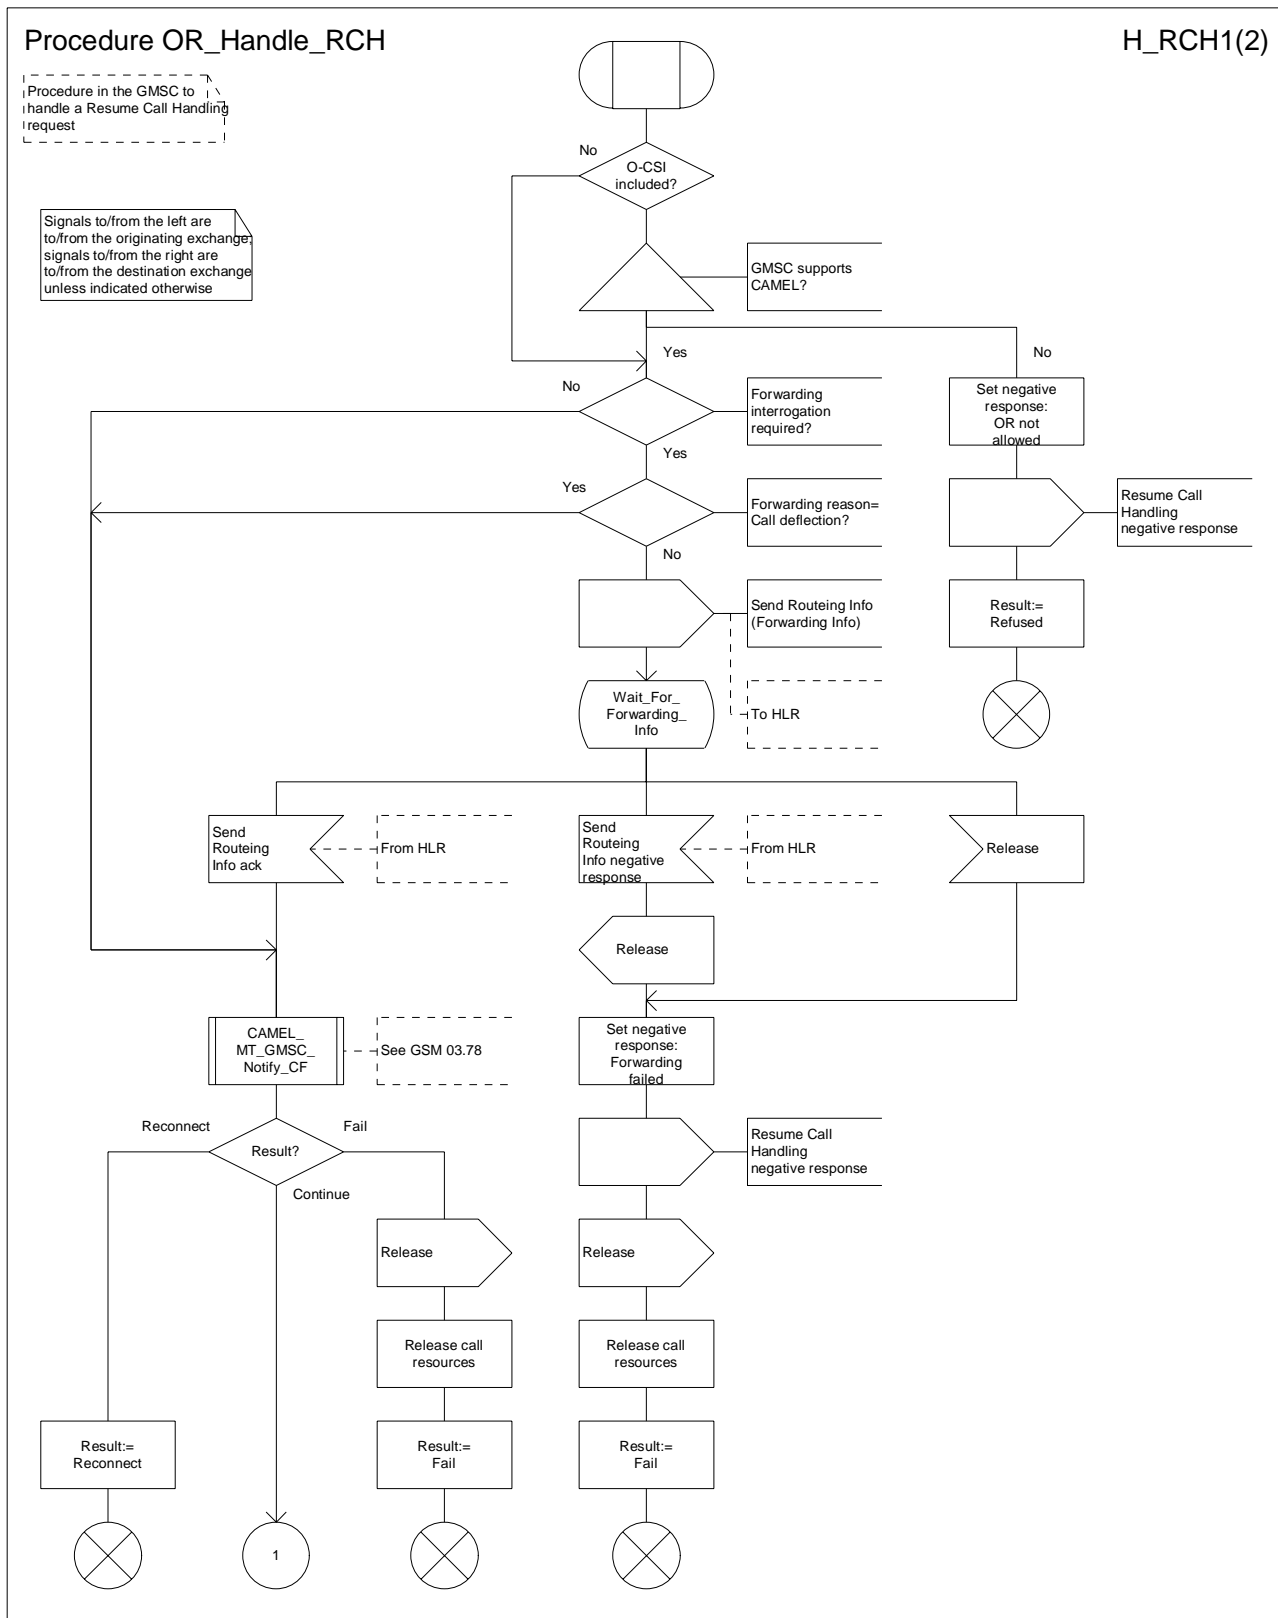 Procedure OR_Handle_RCH
H_RCH1(2)
Procedure in the GMSC to
handle a Resume Call Handling
request
Signals to/from the left are
to/from the originating exchange;
signals to/from the right are
to/from the destination exchange
unless indicated otherwise
No
O-CSI
included?
GMSC supports
CAMEL?
Yes
No
No
Forwarding
interrogation
required?
Set negative
response:
OR not
allowed
Yes
Yes
Forwarding reason=
Call deflection?
Resume Call
Handling
negative response
No
Send Routeing Info
(Forwarding Info)
Result:=
Refused
Wait_For_
Forwarding_
Info
To HLR
Send
Routeing
Info ack
From HLR
Send
Routeing
Info negative
response
From HLR
Release
Release
CAMEL_
MT_GMSC_
Notify_CF
See GSM 03.78
Set negative
response:
Forwarding
failed
Reconnect
Result?
Fail
Continue
Resume Call
Handling
negative response
Release
Release
Release call
resources
Release call
resources
Result:=
Reconnect
Result:=
Fail
Result:=
Fail
1